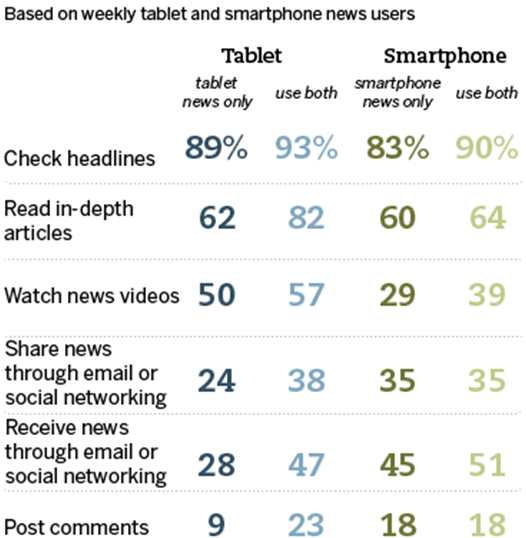 Based on weekly tablet and smartphone news users
Tablet Smartphone
tablet smartphone
news only use both news only use both
Check headlines 89% 93% 83% 90%
Read in-depth
articles 62 82 60 64
Watch news videos 50 57 29 39
Share news
through email or
social networking 24 38 35 35
Receive news
through email or
social networking 28 47 45 51
Post comments 9 23 18 18